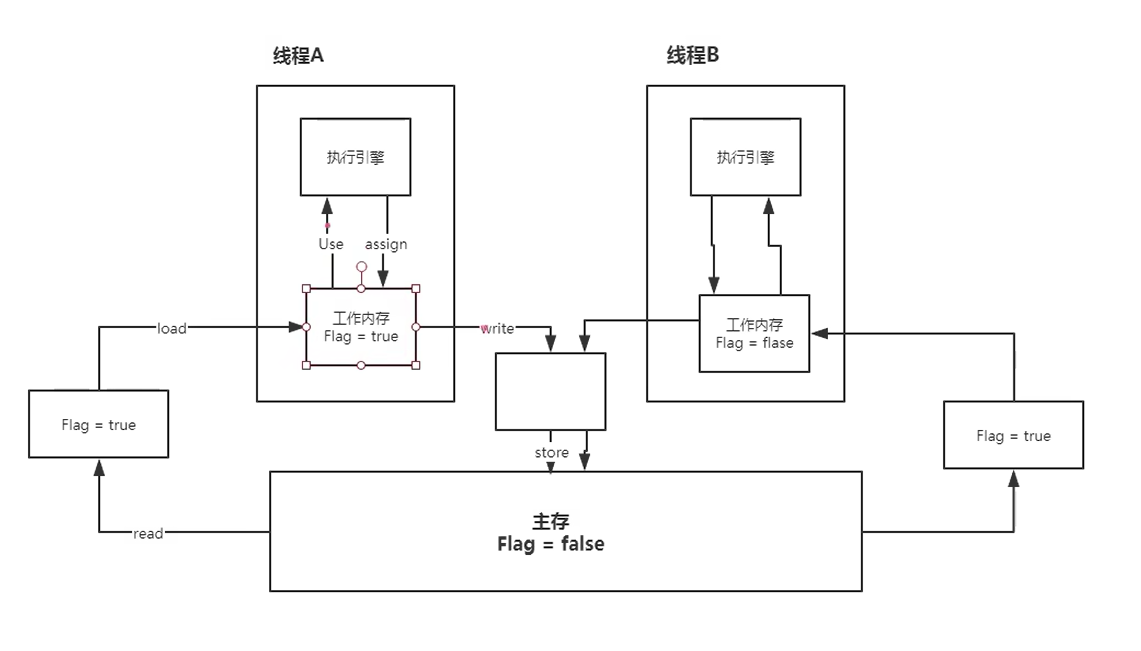 线程A
线程B
执行引擎
执行引擎
Use
assign
工作内存
Flag = true
工作内存
Flag = flase
load
write
Flag = true
Flag = true
store
read
主存
Flag = false